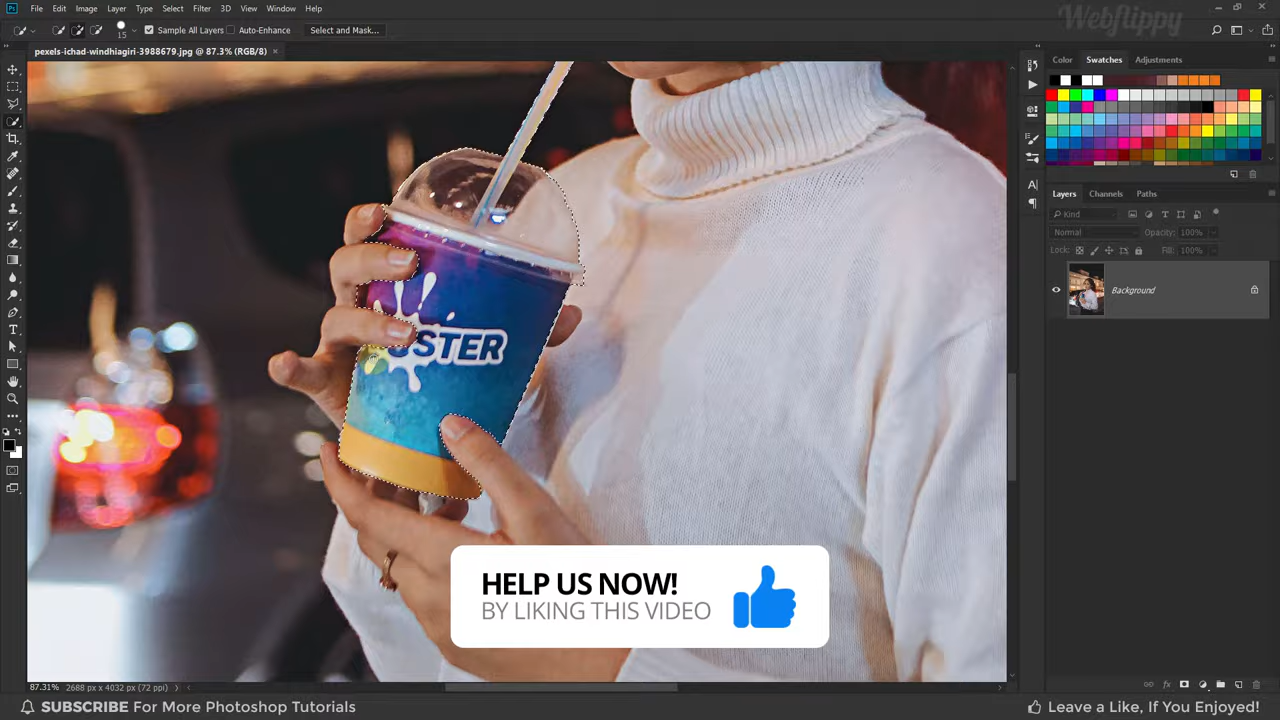 Ps File Edit Image Layer Type Select Filter 3D View Window Help
Webflippy
15 Sample All Layers Auto-Enhance Select and Mask...
pexels-ichad-windhiagiri-3988679.jpg @ 87.3% (RGB/8) ×
Color Swatches Adjustments
Layers Channels Paths
Kind
Normal Opacity: 100%
Lock: Fill: 100%
Background
STER
HELP US NOW!
BY LIKING THIS VIDEO
87.31% 2688 px x 4032 px (72 ppi)
SUBSCRIBE For More Photoshop Tutorials
Leave a Like, If You Enjoyed!